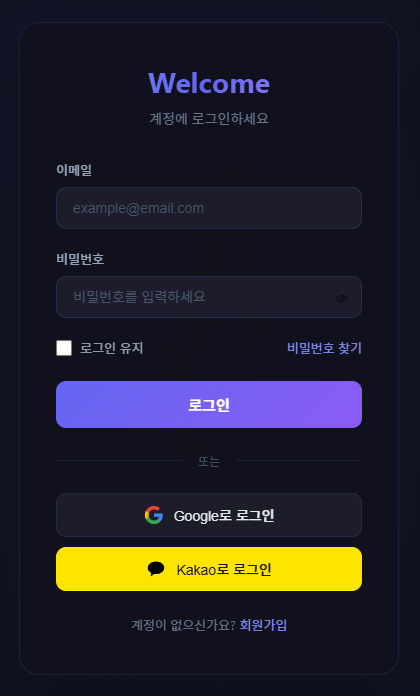 Welcome
계정에 로그인하세요
이메일
example@email.com
비밀번호
비밀번호를 입력하세요
로그인 유지
비밀번호 찾기
로그인
또는
Google로 로그인
Kakao로 로그인
계정이 없으신가요? 회원가입